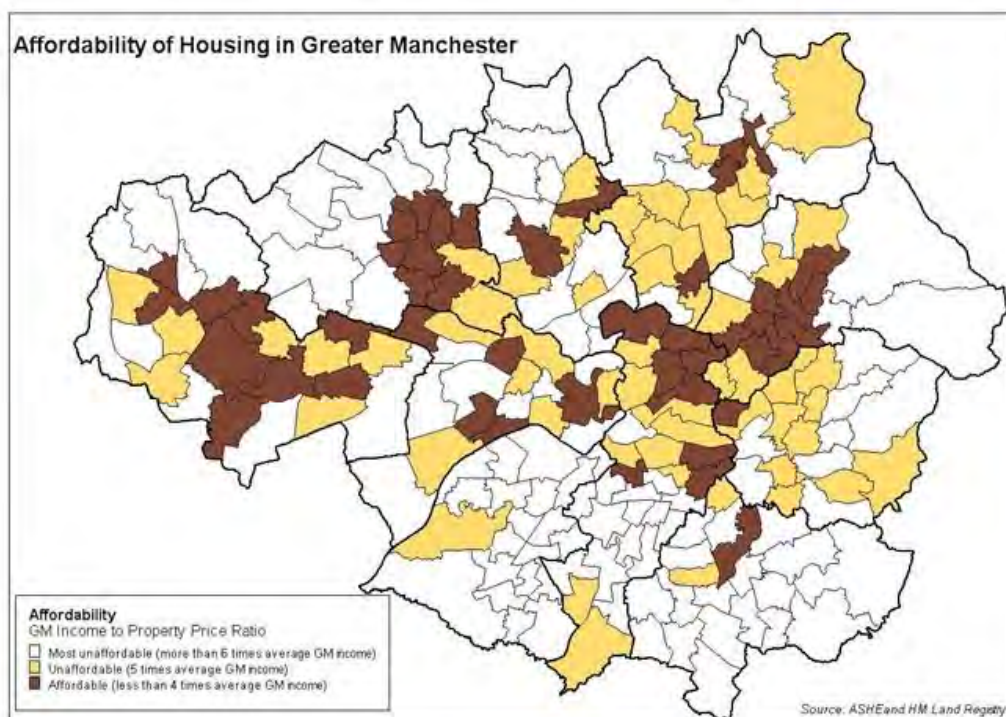 Affordability of Housing in Greater Manchester
Affordability
GM Income to Property Price Ratio
Most unaffordable (more than 6 times average GM income)
Unaffordable (5 times average GM income)
Affordable (less than 4 times average GM income)
Source: ASHEand HM Land Registry